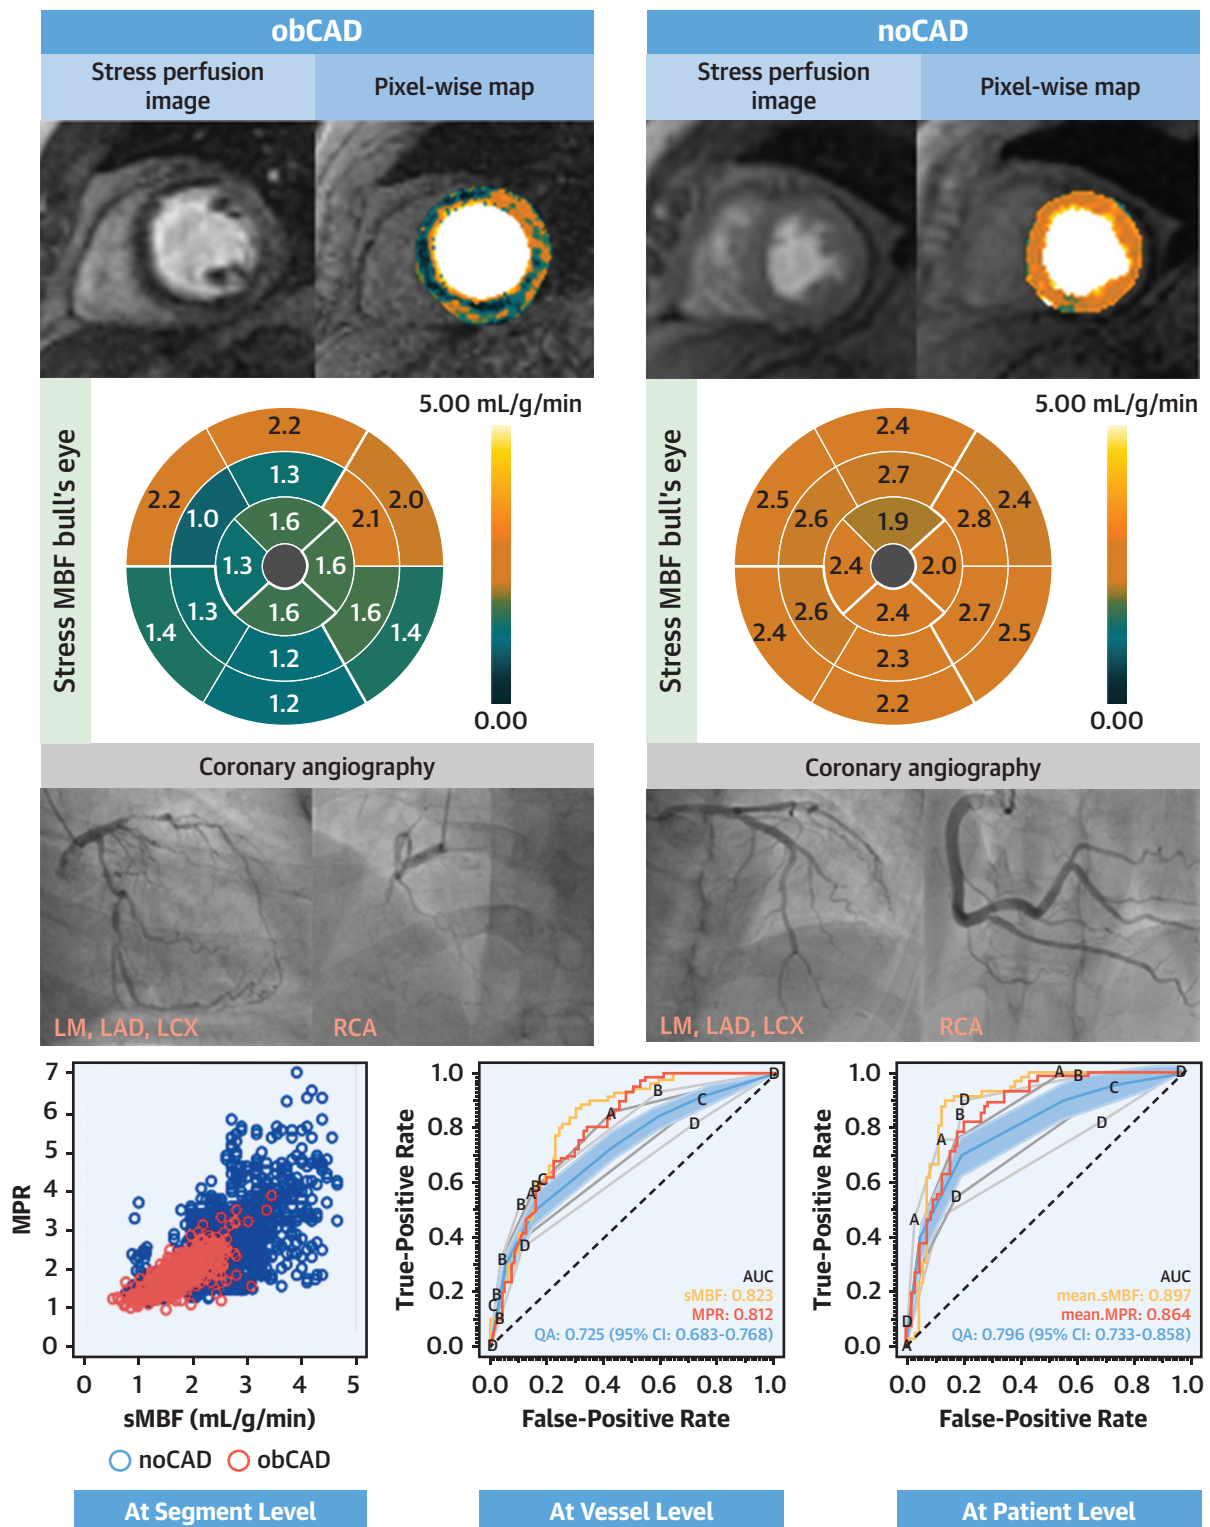 obCAD
Stress perfusion
image
Pixel-wise map
Stress MBF bull's eye
5.00 mL/g/min
2.2
2.2
2.0
1.3
1.0
2.1
1.6
1.3
1.6
1.6
1.3
1.6
1.4
1.4
1.2
1.2
0.00
Coronary angiography
LM, LAD, LCX
RCA
noCAD
Stress perfusion
image
Pixel-wise map
Stress MBF bull's eye
5.00 mL/g/min
2.4
2.5
2.4
2.7
2.6
2.8
1.9
2.4
2.0
2.4
2.6
2.7
2.4
2.5
2.3
2.2
0.00
Coronary angiography
LM, LAD, LCX
RCA
MPR
7
6
5
4
3
2
1
0
0 1 2 3 4 5
sMBF (mL/g/min)
noCAD obCAD
At Segment Level
True-Positive Rate
1.0
0.8
0.6
0.4
0.2
0.0
D
B
C
A
D
C
B
A
B
D
B
B
C
B
D
AUC
sMBF: 0.823
MPR: 0.812
QA: 0.725 (95% CI: 0.683-0.768)
0.0 0.2 0.4 0.6 0.8 1.0
False-Positive Rate
At Vessel Level
True-Positive Rate
1.0
0.8
0.6
0.4
0.2
0.0
A
B
D
C
D
B
D
A
D
A
D
A
AUC
mean.sMBF: 0.897
mean.MPR: 0.864
QA: 0.796 (95% CI: 0.733-0.858)
0.0 0.2 0.4 0.6 0.8 1.0
False-Positive Rate
At Patient Level